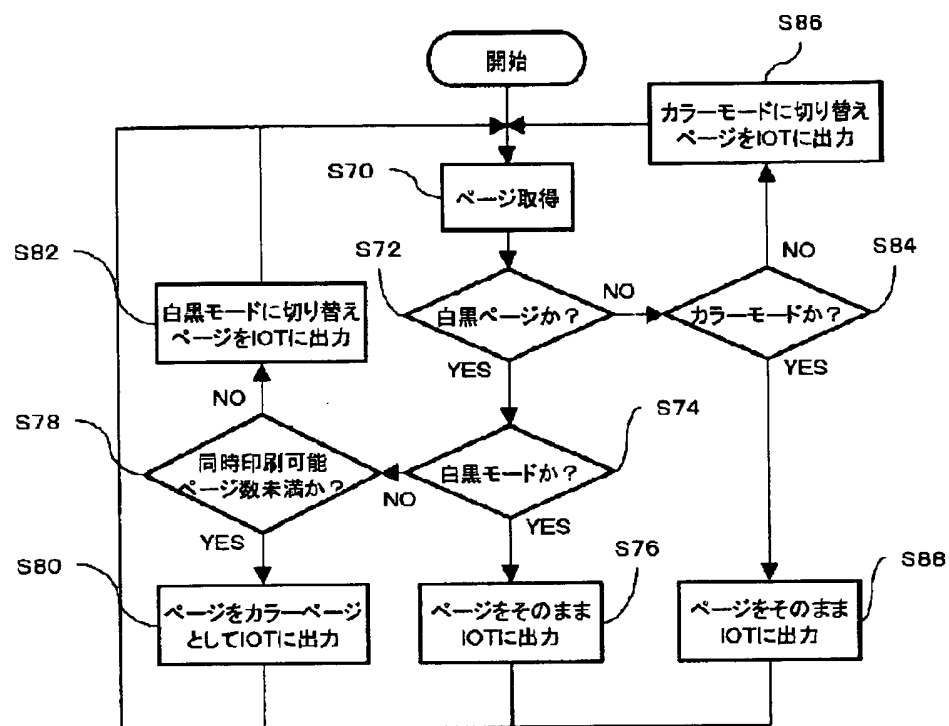 S86
開始
カラーモードに切り替え
ページをIOTに出力
S70
ページ取得
S82
S72
NO
S84
白黒モードに切り替え
ページをIOTに出力
白黒ページか?
NO
カラーモードか?
YES
YES
NO
S78
S74
同時印刷可能
ページ数未満か?
NO
白黒モードか?
YES
YES
S80
S76
S88
ページをカラーページ
としてIOTに出力
ページをそのまま
IOTに出力
ページをそのまま
IOTに出力